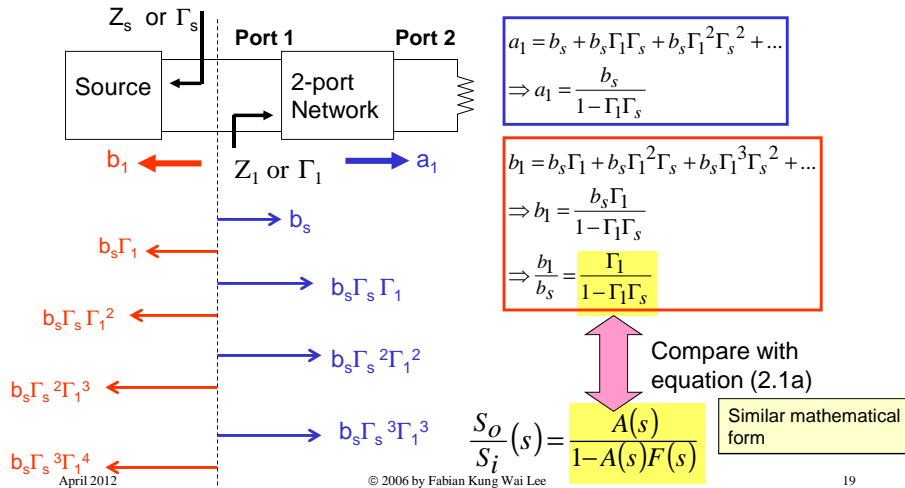 Z_s or Γ_s
Port 1
Port 2
Source
2-port
Network
b_1
Z_1 or Γ_1
a_1
b_s
b_sΓ_1
b_sΓ_s Γ_1
b_sΓ_s Γ_1^2
b_sΓ_s^2Γ_1^2
b_sΓ_s^2Γ_1^3
b_sΓ_s^3Γ_1^3
b_sΓ_s^3Γ_1^4
a_1 = b_s + b_sΓ_1Γ_s + b_sΓ_1^2Γ_s^2 + ...
⇒ a_1 = b_s / (1 − Γ_1Γ_s)
b_1 = b_sΓ_1 + b_sΓ_1^2Γ_s + b_sΓ_1^3Γ_s^2 + ...
⇒ b_1 = b_sΓ_1 / (1 − Γ_1Γ_s)
⇒ b_1 / b_s = Γ_1 / (1 − Γ_1Γ_s)
Compare with
equation (2.1a)
S_o / S_i (s) = A(s) / (1 − A(s)F(s))
Similar mathematical
form
April 2012
© 2006 by Fabian Kung Wai Lee
19